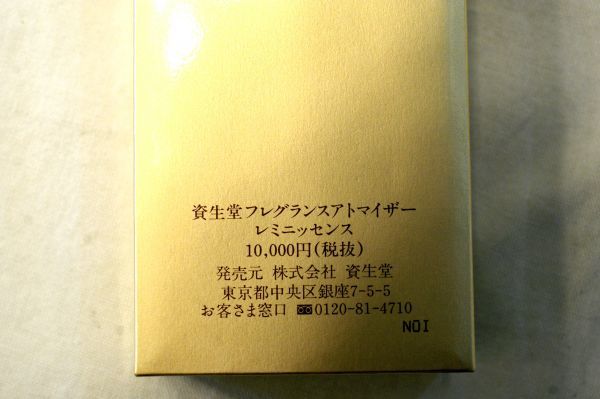 資生堂フレグランスアトマイザー
レミニッセンス
10,000円(税抜)
発売元 株式会社 資生堂
東京都中央区銀座7-5-5
お客さま窓口 0120-81-4710
NOI